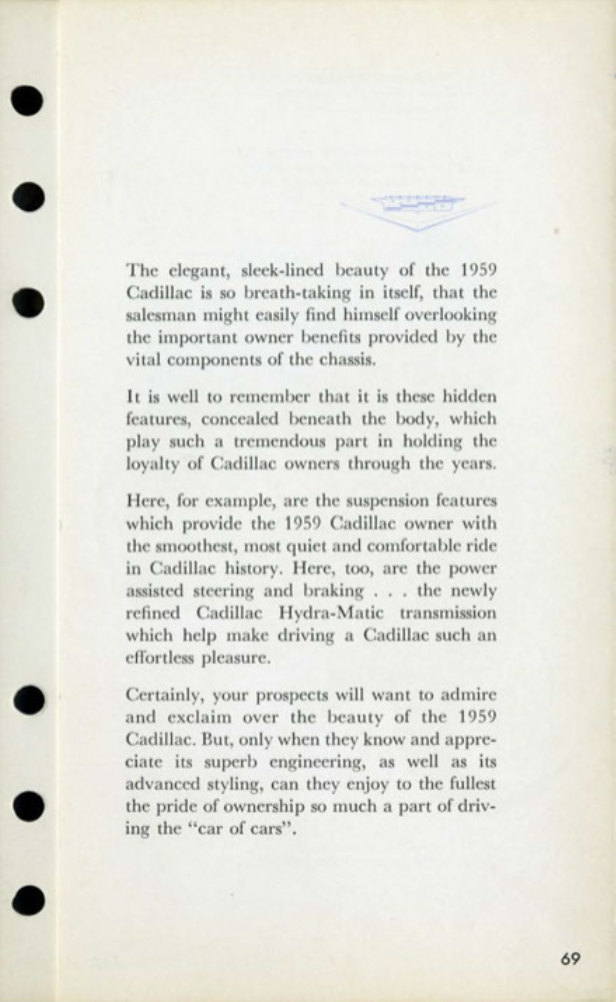 The elegant, sleek-lined beauty of the 1959
Cadillac is so breath-taking in itself, that the
salesman might easily find himself overlooking
the important owner benefits provided by the
vital components of the chassis.
It is well to remember that it is these hidden
features, concealed beneath the body, which
play such a tremendous part in holding the
loyalty of Cadillac owners through the years.
Here, for example, are the suspension features
which provide the 1959 Cadillac owner with
the smoothest, most quiet and comfortable ride
in Cadillac history. Here, too, are the power
assisted steering and braking . . . the newly
refined Cadillac Hydra-Matic transmission
which help make driving a Cadillac such an
effortless pleasure.
Certainly, your prospects will want to admire
and exclaim over the beauty of the 1959
Cadillac. But, only when they know and appre-
ciate its superb engineering, as well as its
advanced styling, can they enjoy to the fullest
the pride of ownership so much a part of driv-
ing the “car of cars”.
69